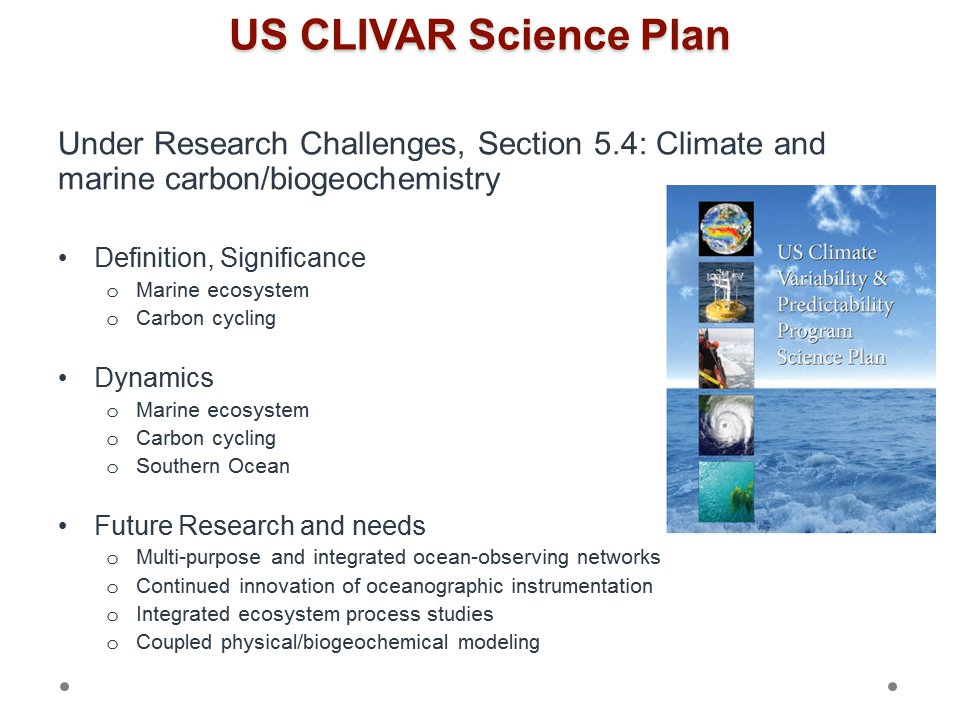 US CLIVAR Science Plan
Under Research Challenges, Section 5.4: Climate and
marine carbon/biogeochemistry
• Definition, Significance
o Marine ecosystem
o Carbon cycling
• Dynamics
o Marine ecosystem
o Carbon cycling
o Southern Ocean
• Future Research and needs
o Multi-purpose and integrated ocean-observing networks
o Continued innovation of oceanographic instrumentation
o Integrated ecosystem process studies
o Coupled physical/biogeochemical modeling
US Climate
Variability &
Predictability
Program
Science Plan